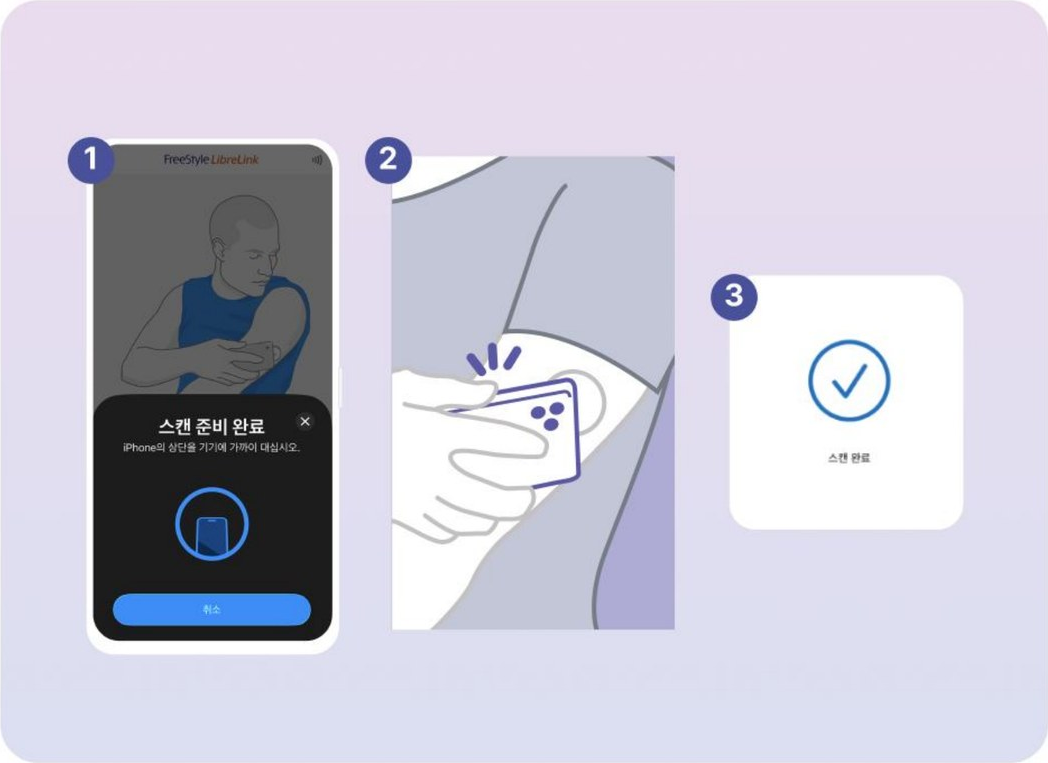 1
FreeStyle LibreLink
스캔 준비 완료
iPhone의 상단을 기기에 가까이 대십시오.
취소
2
3
스캔 완료